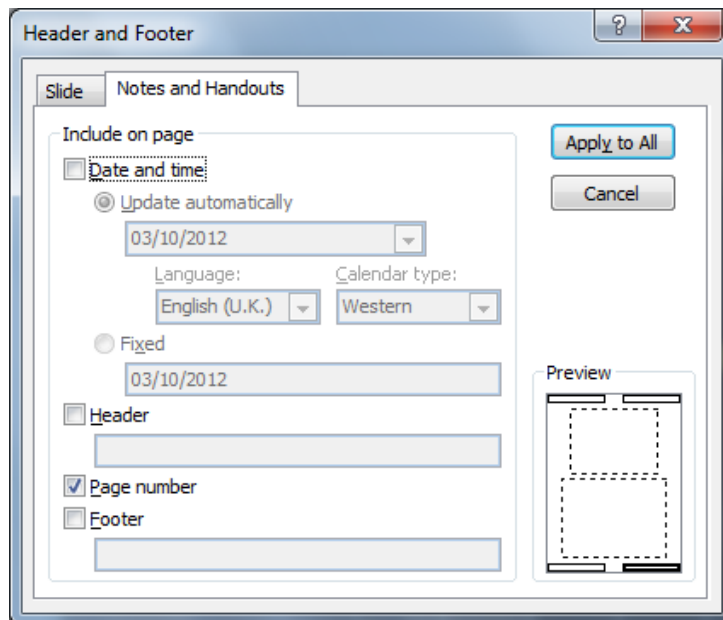 Header and Footer
Slide
Notes and Handouts
Include on page
Apply to All
Date and time
Cancel
Update automatically
03/10/2012
Language:
Calendar type:
English (U.K.)
Western
Fixed
03/10/2012
Preview
Header
Page number
Footer